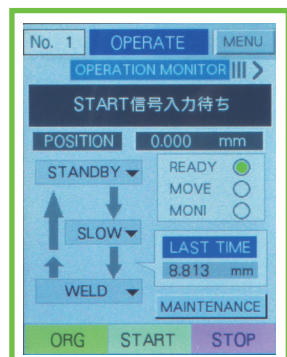 No. 1 OPERATE MENU
OPERATION MONITOR
START信号入力待ち
POSITION 0.000 mm
STANDBY
READY
MOVE
MONI
SLOW
LAST TIME
8.813 mm
WELD
MAINTENANCE
ORG START STOP